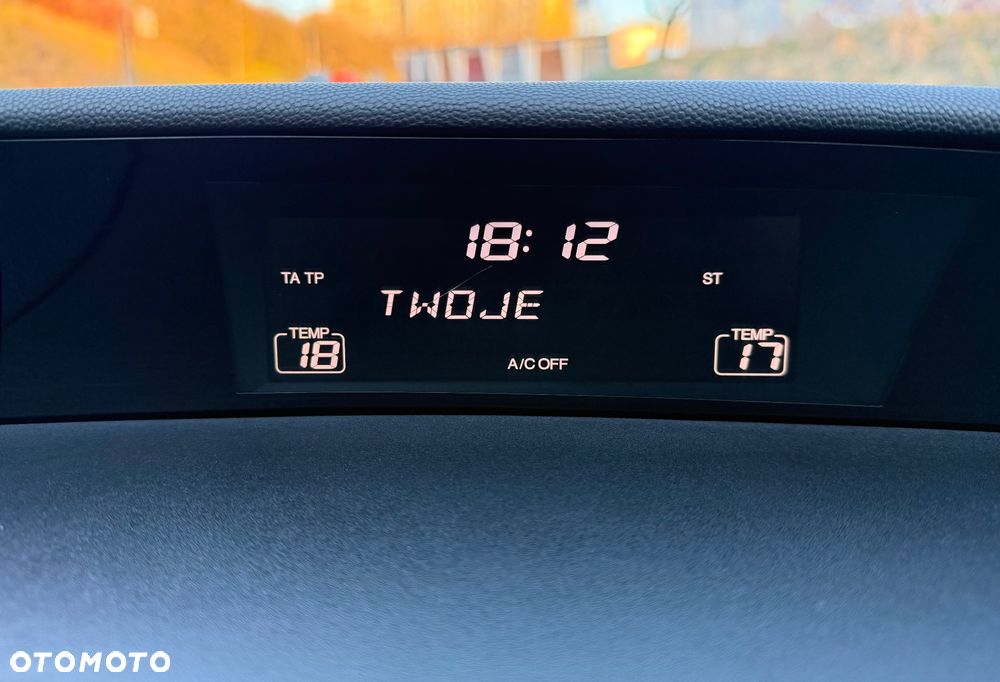 18:12
TA TP ST
TWOJE
TEMP TEMP
18 17
A/C OFF
OTOMOTO